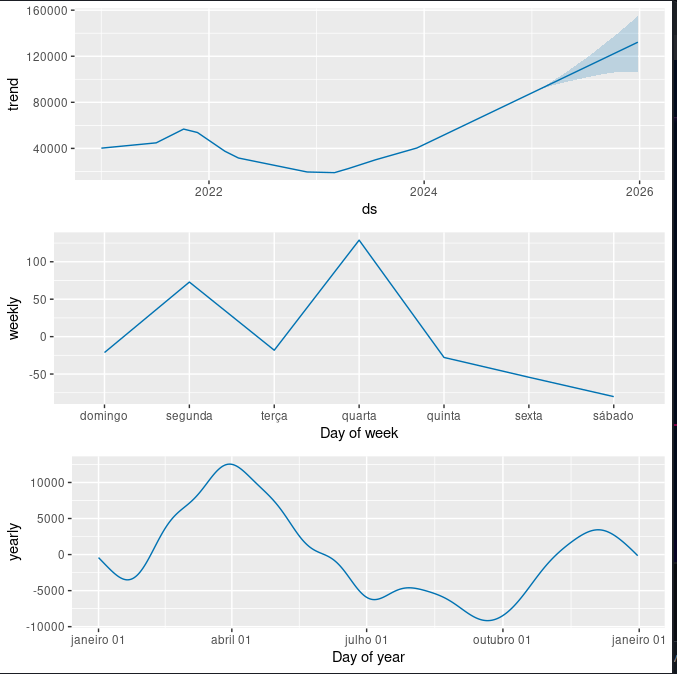 160000
120000
80000
40000
trend
2022 2024 2026
ds
100
50
0
-50
weekly
domingo segunda terça quarta quinta sexta sábado
Day of week
10000
5000
0
-5000
-10000
yearly
janeiro 01 abril 01 julho 01 outubro 01 janeiro 01
Day of year